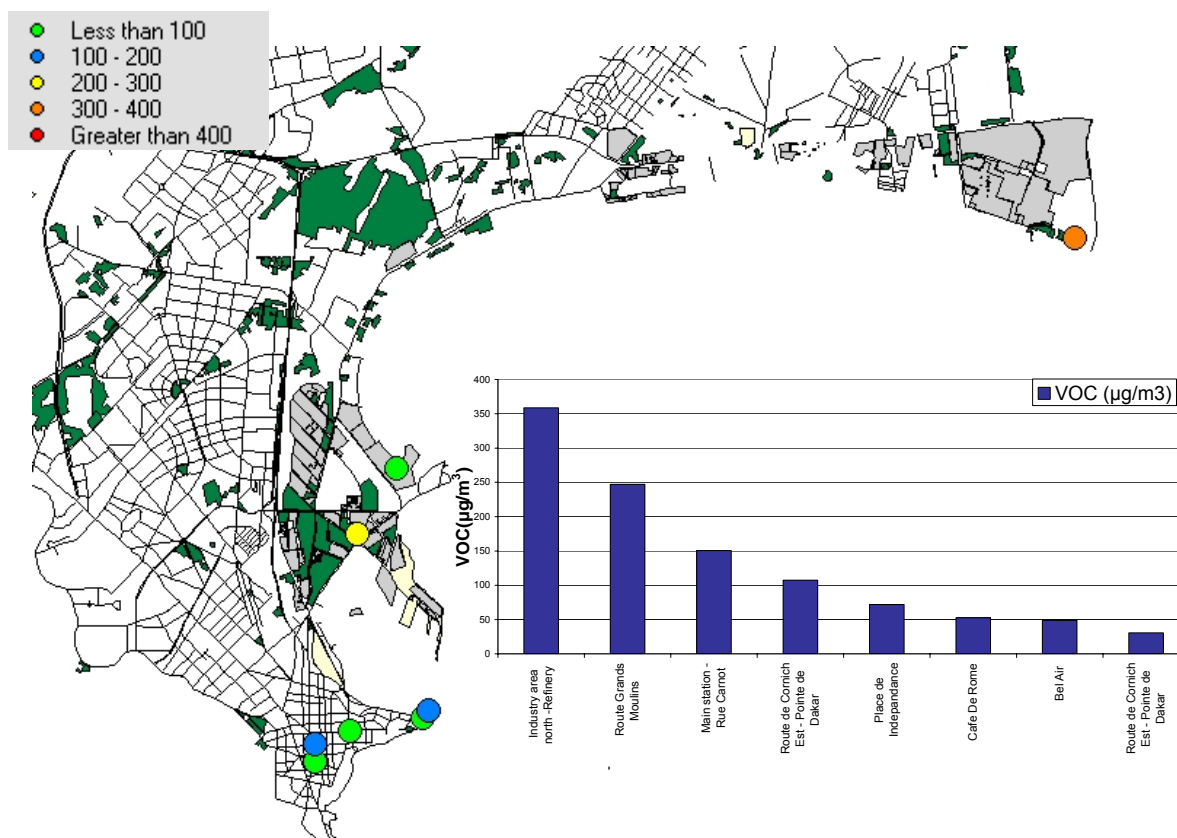 Less than 100
100 - 200
200 - 300
300 - 400
Greater than 400
VOC (µg/m3)
VOC(µg/m³)
400
350
300
250
200
150
100
50
0
Industry area
north -Refinery
Route Grands
Moulins
Main station -
Rue Carnot
Route de Cornich
Est - Pointe de
Dakar
Place de
Independance
Cafe De Rome
Bel Air
Route de Cornich
Est - Pointe de
Dakar